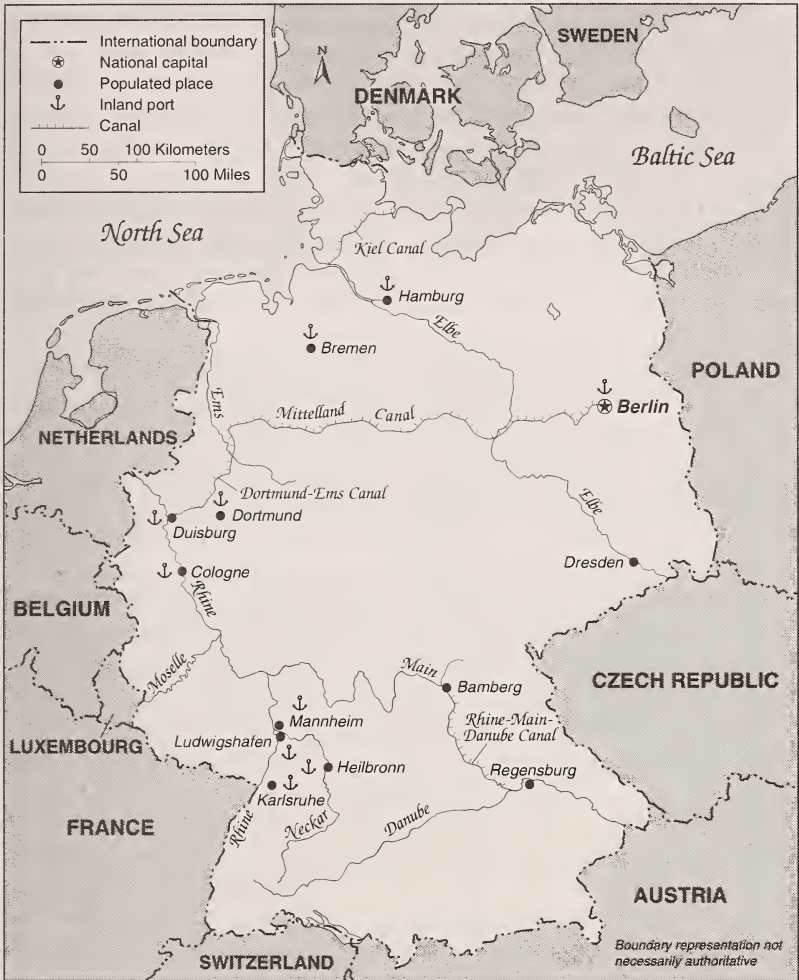 International boundary
National capital
Populated place
Inland port
Canal
0 50 100 Kilometers
0 50 100 Miles
N
SWEDEN
DENMARK
Baltic Sea
North Sea
Kiel Canal
Hamburg
Elbe
Bremen
POLAND
Berlin
Ems
Mittelland Canal
NETHERLANDS
Dortmund-Ems Canal
Dortmund
Duisburg
Elbe
Dresden
Cologne
Rhine
BELGIUM
Moselle
Main
Bamberg
CZECH REPUBLIC
Mannheim
Rhine-Main-
Danube Canal
LUXEMBOURG
Ludwigshafen
Heilbronn
Regensburg
Karlsruhe
FRANCE
Rhine
Neckar
Danube
AUSTRIA
SWITZERLAND
Boundary representation not
necessarily authoritative